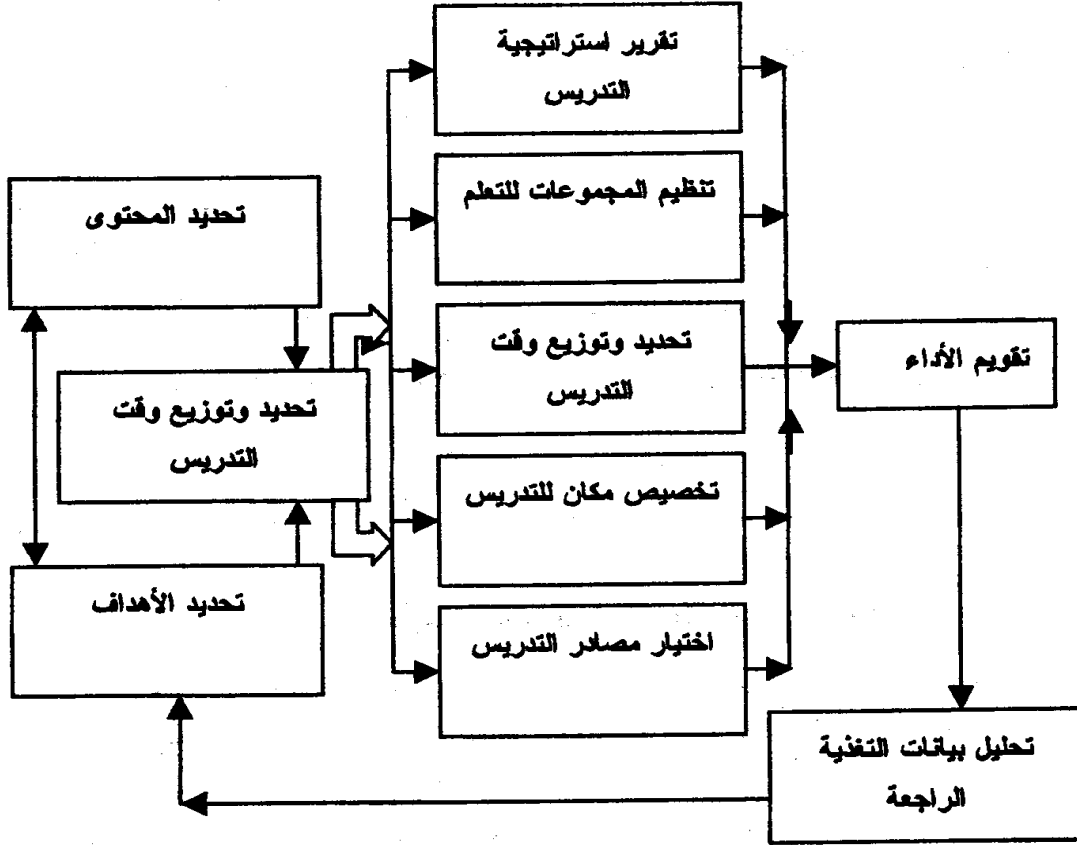 تقرير استراتيجية
التدريس
تنظيم المجموعات للتعلم
تحديد المحتوى
تحديد وتوزيع وقت
التدريس
تقويم الأداء
تحديد وتوزيع وقت
التدريس
تخصيص مكان للتدريس
تحديد الأهداف
اختيار مصادر التدريس
تحليل بيانات التغذية
الراجعة